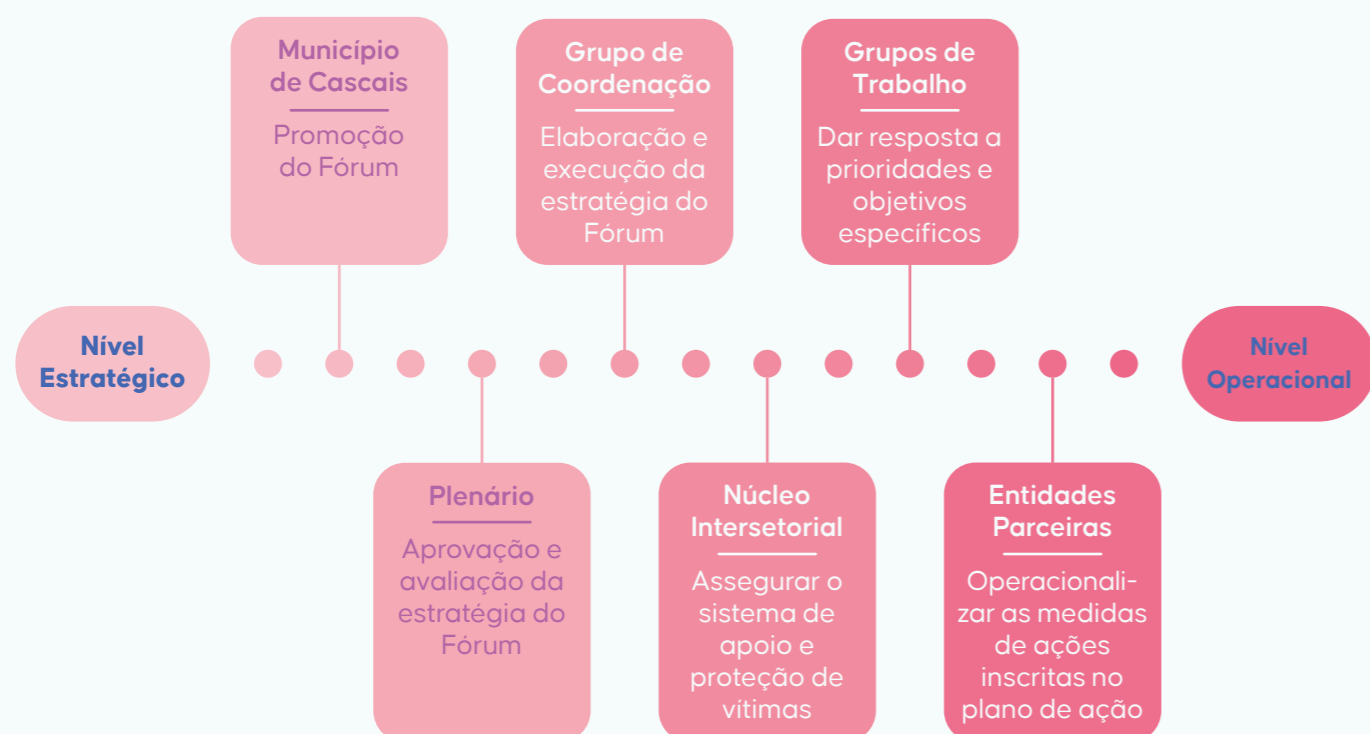 Município
de Cascais
Promoção
do Fórum
Grupo de
Coordenação
Elaboração e
execução da
estratégia do
Fórum
Grupos de
Trabalho
Dar resposta a
prioridades e
objetivos
específicos
Nível
Estratégico
Nível
Operacional
Plenário
Aprovação e
avaliação da
estratégia do
Fórum
Núcleo
Intersetorial
Assegurar o
sistema de
apoio e
proteção de
vítimas
Entidades
Parceiras
Operacionali-
zar as medidas
de ações
inscritas no
plano de ação